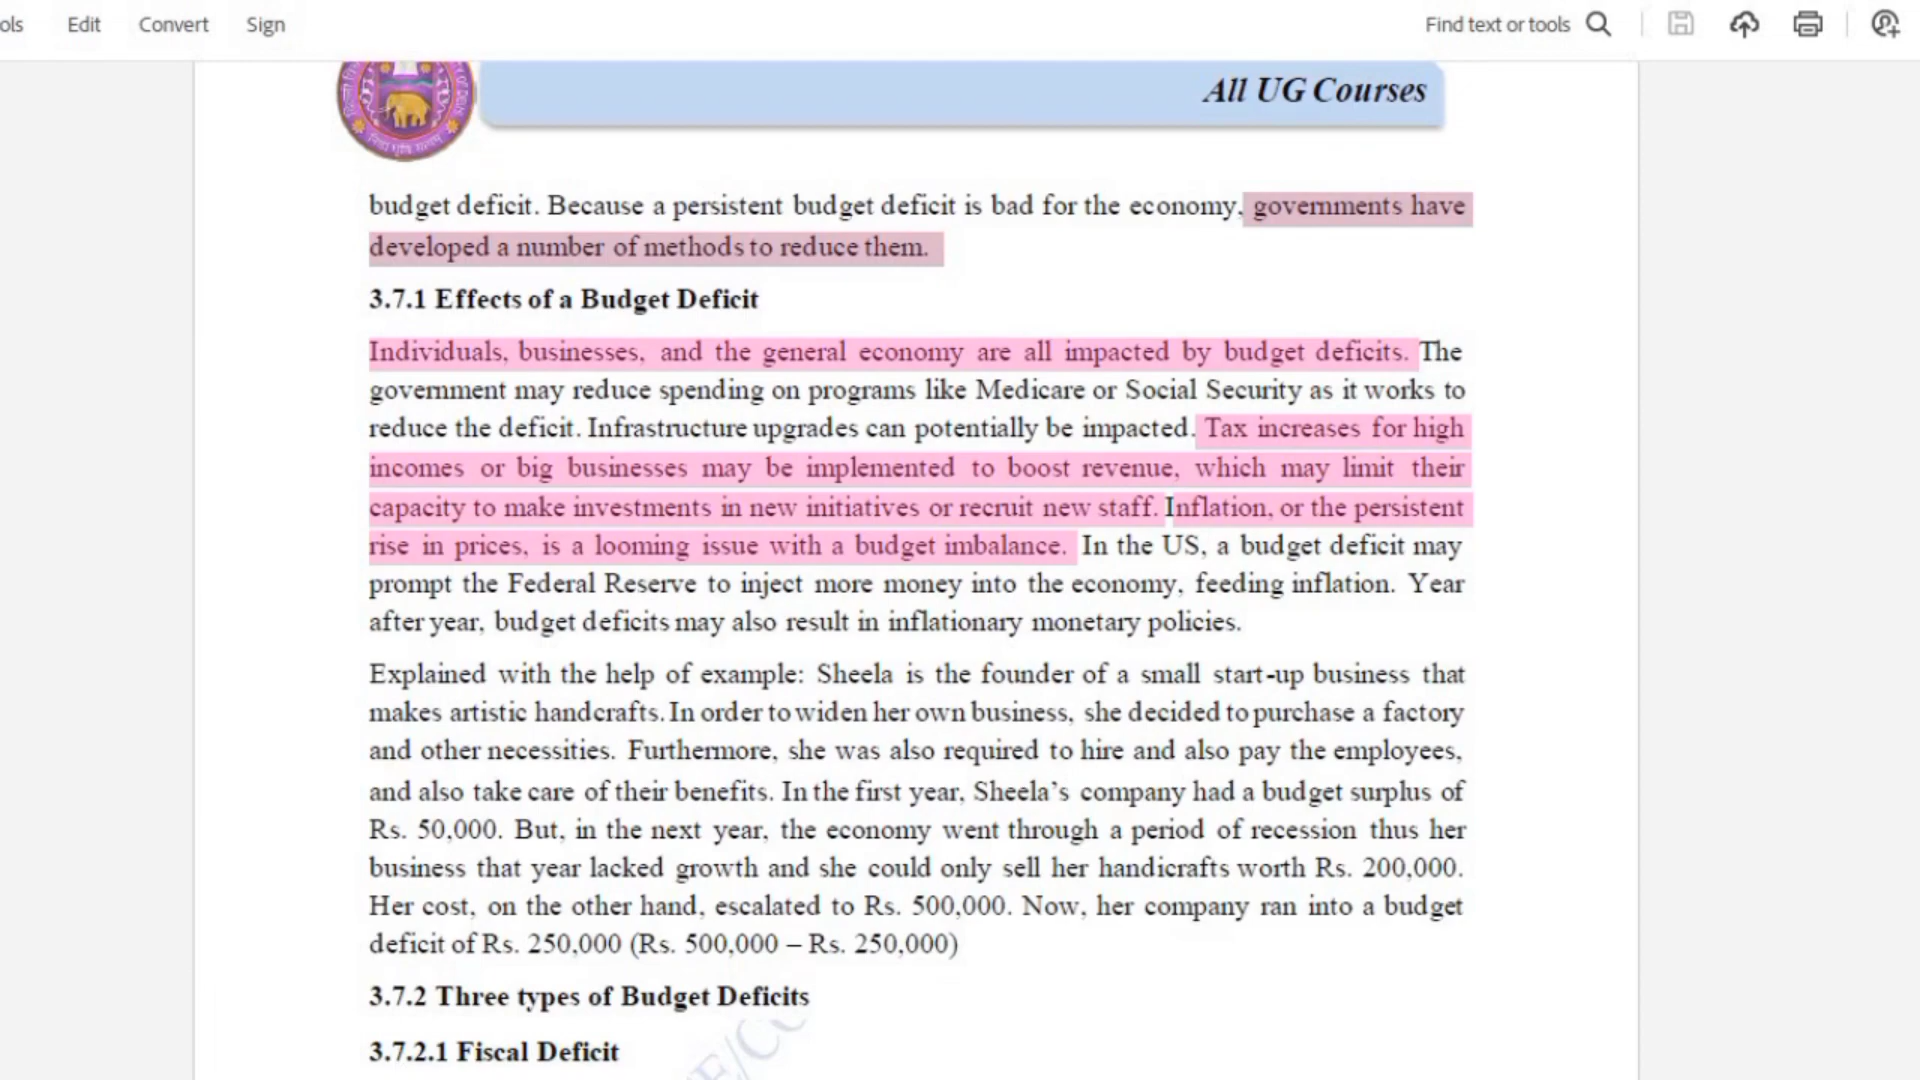 ols Edit Convert Sign Find text or tools
All UG Courses
budget deficit. Because a persistent budget deficit is bad for the economy, governments have
developed a number of methods to reduce them.
3.7.1 Effects of a Budget Deficit
Individuals, businesses, and the general economy are all impacted by budget deficits. The
government may reduce spending on programs like Medicare or Social Security as it works to
reduce the deficit. Infrastructure upgrades can potentially be impacted. Tax increases for high
incomes or big businesses may be implemented to boost revenue, which may limit their
capacity to make investments in new initiatives or recruit new staff. Inflation, or the persistent
rise in prices, is a looming issue with a budget imbalance. In the US, a budget deficit may
prompt the Federal Reserve to inject more money into the economy, feeding inflation. Year
after year, budget deficits may also result in inflationary monetary policies.
Explained with the help of example: Sheela is the founder of a small start-up business that
makes artistic handcrafts. In order to widen her own business, she decided to purchase a factory
and other necessities. Furthermore, she was also required to hire and also pay the employees,
and also take care of their benefits. In the first year, Sheela's company had a budget surplus of
Rs. 50,000. But, in the next year, the economy went through a period of recession thus her
business that year lacked growth and she could only sell her handicrafts worth Rs. 200,000.
Her cost, on the other hand, escalated to Rs. 500,000. Now, her company ran into a budget
deficit of Rs. 250,000 (Rs. 500,000 – Rs. 250,000)
3.7.2 Three types of Budget Deficits
3.7.2.1 Fiscal Deficit